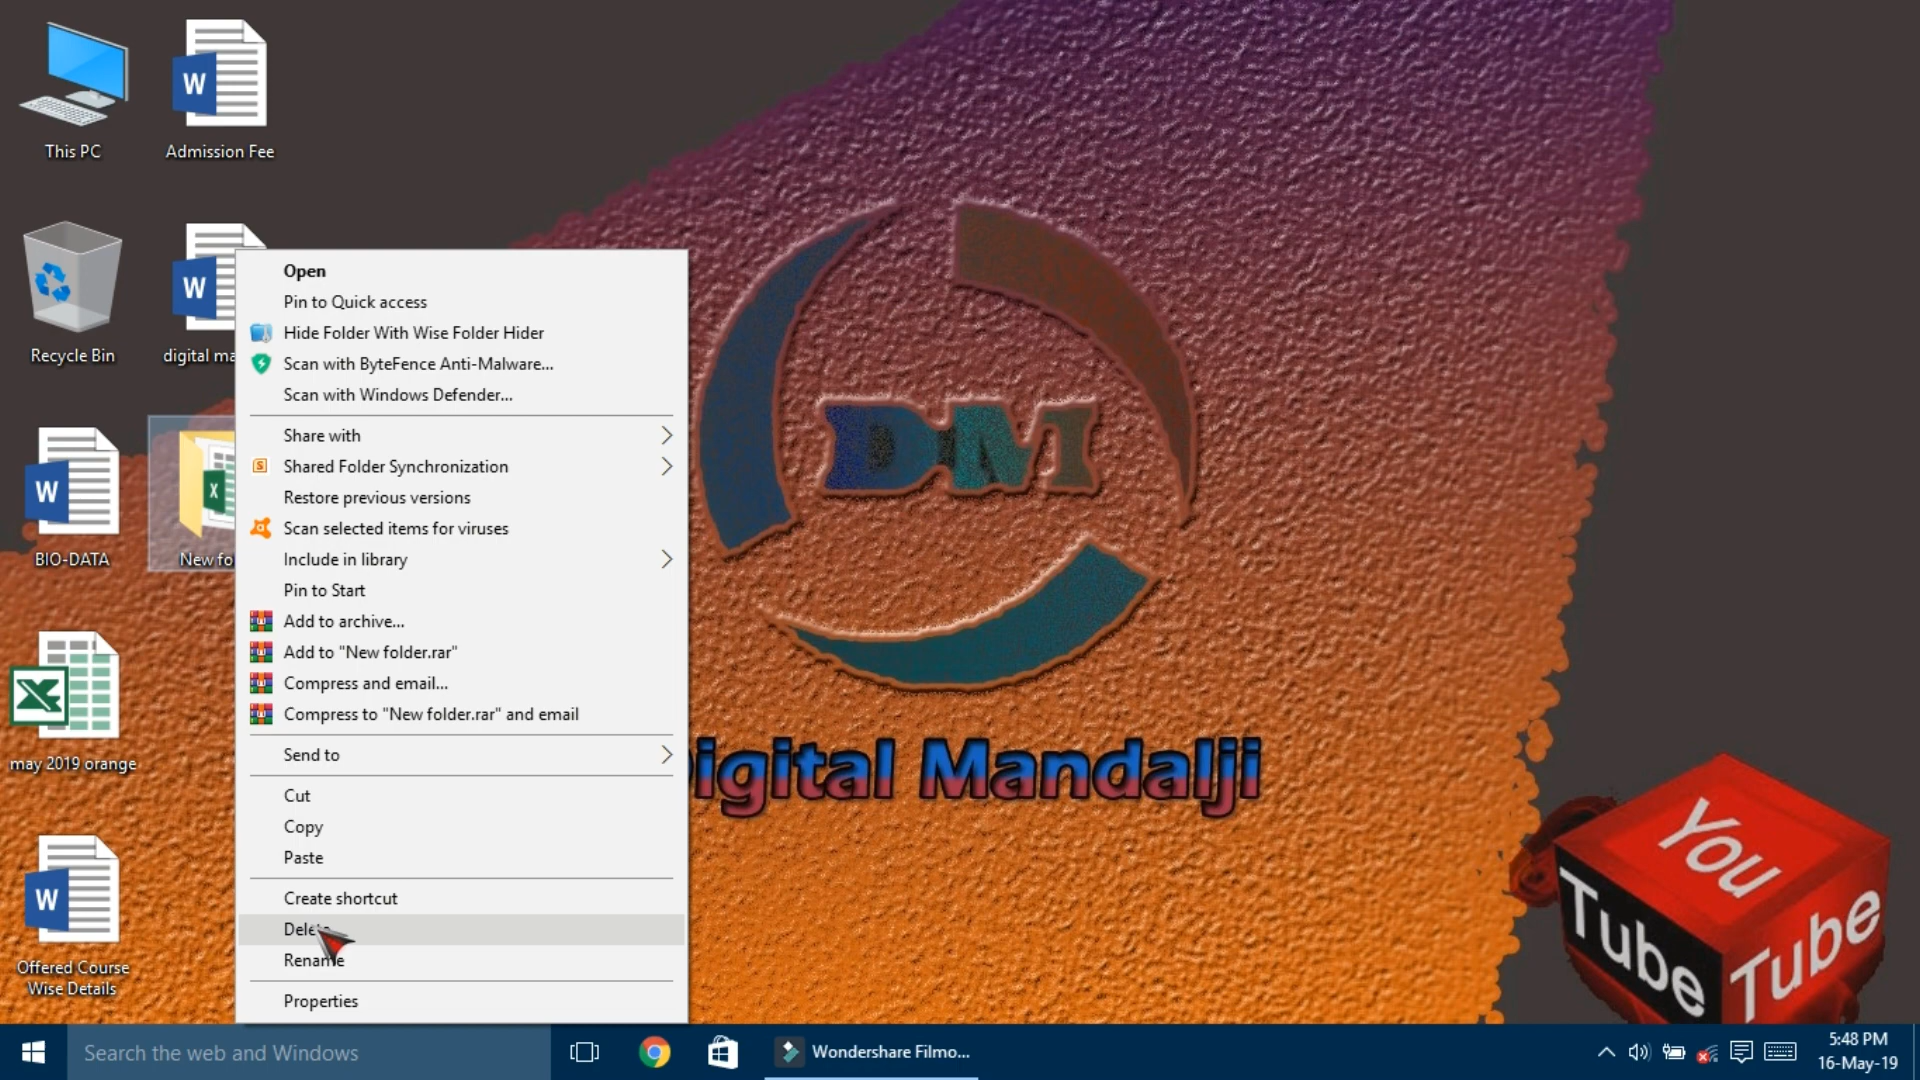 This PC
Admission Fee
Recycle Bin
digital ma
BIO-DATA
New fo
may 2019 orange
Offered Course
Wise Details
Open
Pin to Quick access
Hide Folder With Wise Folder Hider
Scan with ByteFence Anti-Malware...
Scan with Windows Defender...
Share with
Shared Folder Synchronization
Restore previous versions
Scan selected items for viruses
Include in library
Pin to Start
Add to archive...
Add to "New folder.rar"
Compress and email...
Compress to "New folder.rar" and email
Send to
Cut
Copy
Paste
Create shortcut
Delete
Rename
Properties
DM
igital Mandalji
You
Tube
Tube
Search the web and Windows
Wondershare Filmo...
5:48 PM
16-May-19